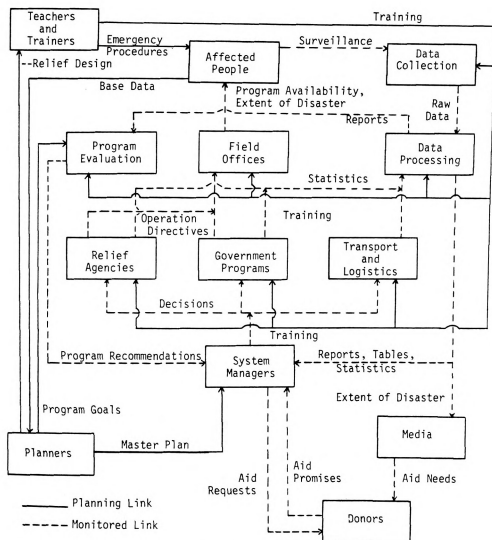 Teachers
and
Trainers
Training
Emergency
Procedures
Affected
People
Surveillance
Data
Collection
--Relief Design
Base Data
Program Availability,
Extent of Disaster
Raw
Data
Reports
Program
Evaluation
Field
Offices
Data
Processing
Statistics
Operation
Directives
Training
Relief
Agencies
Government
Programs
Transport
and
Logistics
Decisions
Training
Program Recommendations
System
Managers
Reports, Tables,
Statistics
Extent of Disaster
Program Goals
Planners
Master Plan
Media
Aid
Requests
Aid
Promises
Aid Needs
Donors
Planning Link
Monitored Link